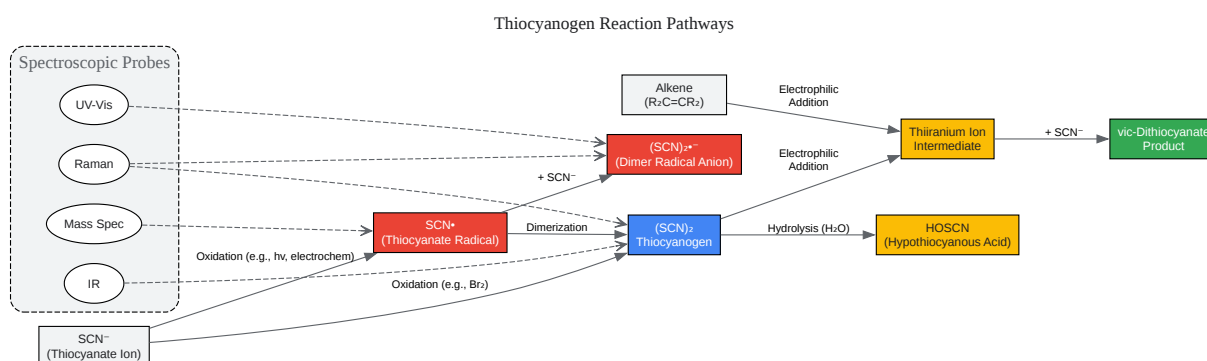 Thiocyanogen Reaction Pathways
Spectroscopic Probes
UV-Vis
Raman
Mass Spec
IR
SCN⁻
(Thiocyanate Ion)
Oxidation (e.g., hv, electrochem)
Oxidation (e.g., Br₂)
SCN•
(Thiocyanate Radical)
+ SCN⁻
Dimerization
Alkene
(R₂C=CR₂)
(SCN)₂•⁻
(Dimer Radical Anion)
(SCN)₂
Thiocyanogen
Electrophilic
Addition
Electrophilic
Addition
Hydrolysis (H₂O)
Thiiranium Ion
Intermediate
HOSCN
(Hypothiocyanous Acid)
+ SCN⁻
vic-Dithiocyanate
Product